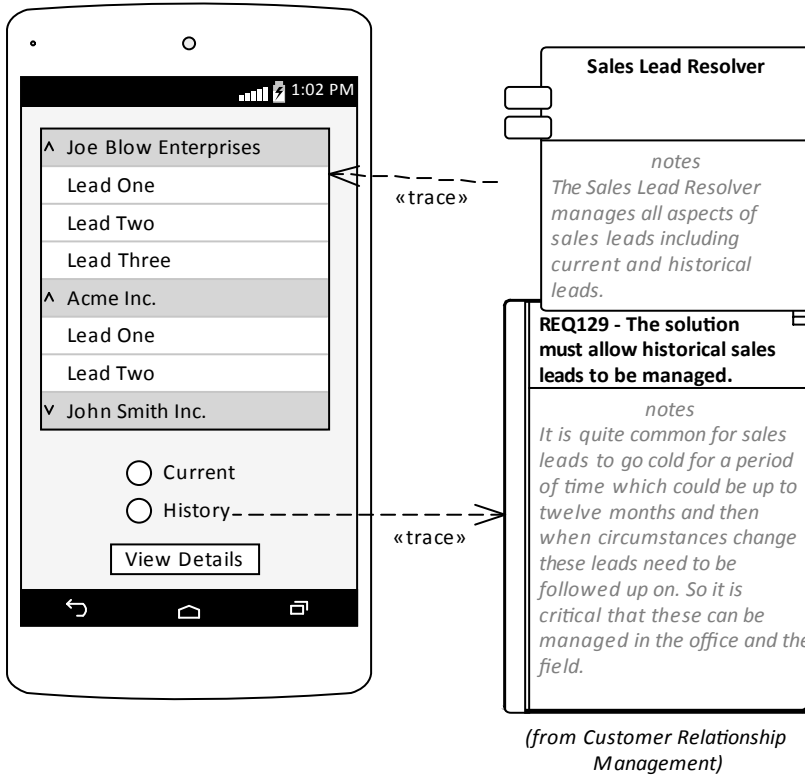 1:02 PM
^ Joe Blow Enterprises
Lead One
Lead Two
Lead Three
^ Acme Inc.
Lead One
Lead Two
v John Smith Inc.
Current
History
View Details
«trace»
«trace»
Sales Lead Resolver
notes
The Sales Lead Resolver
manages all aspects of
sales leads including
current and historical
leads.
REQ129 - The solution
must allow historical sales
leads to be managed.
notes
It is quite common for sales
leads to go cold for a period
of time which could be up to
twelve months and then
when circumstances change
these leads need to be
followed up on. So it is
critical that these can be
managed in the office and the
field.
(from Customer Relationship
Management)